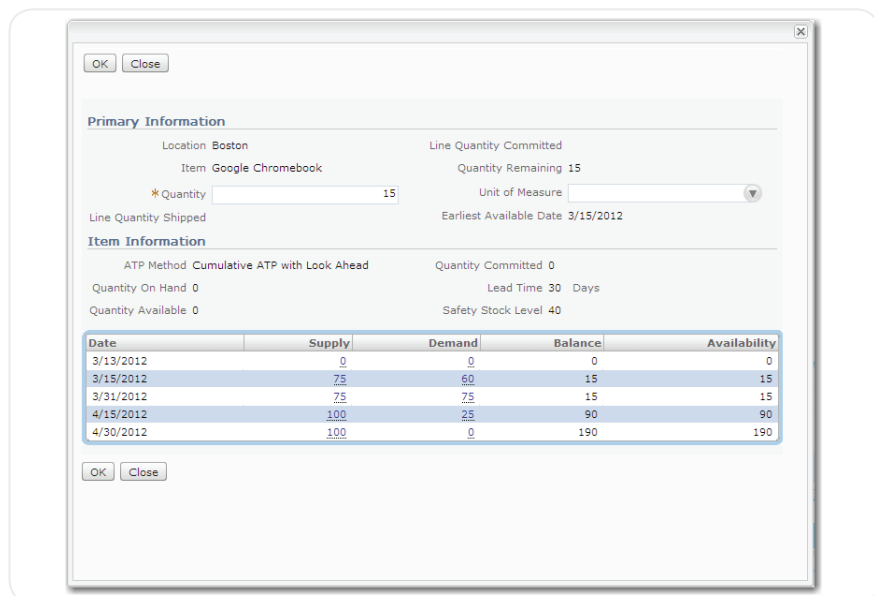 OK Close
Primary Information
Location Boston Line Quantity Committed
Item Google Chromebook Quantity Remaining 15
*Quantity 15 Unit of Measure
Line Quantity Shipped Earliest Available Date 3/15/2012
Item Information
ATP Method Cumulative ATP with Look Ahead Quantity Committed 0
Quantity On Hand 0 Lead Time 30 Days
Quantity Available 0 Safety Stock Level 40
Date Supply Demand Balance Availability
3/13/2012 0 0 0 0
3/15/2012 75 60 15 15
3/31/2012 75 75 15 15
4/15/2012 100 25 90 90
4/30/2012 100 0 190 190
OK Close